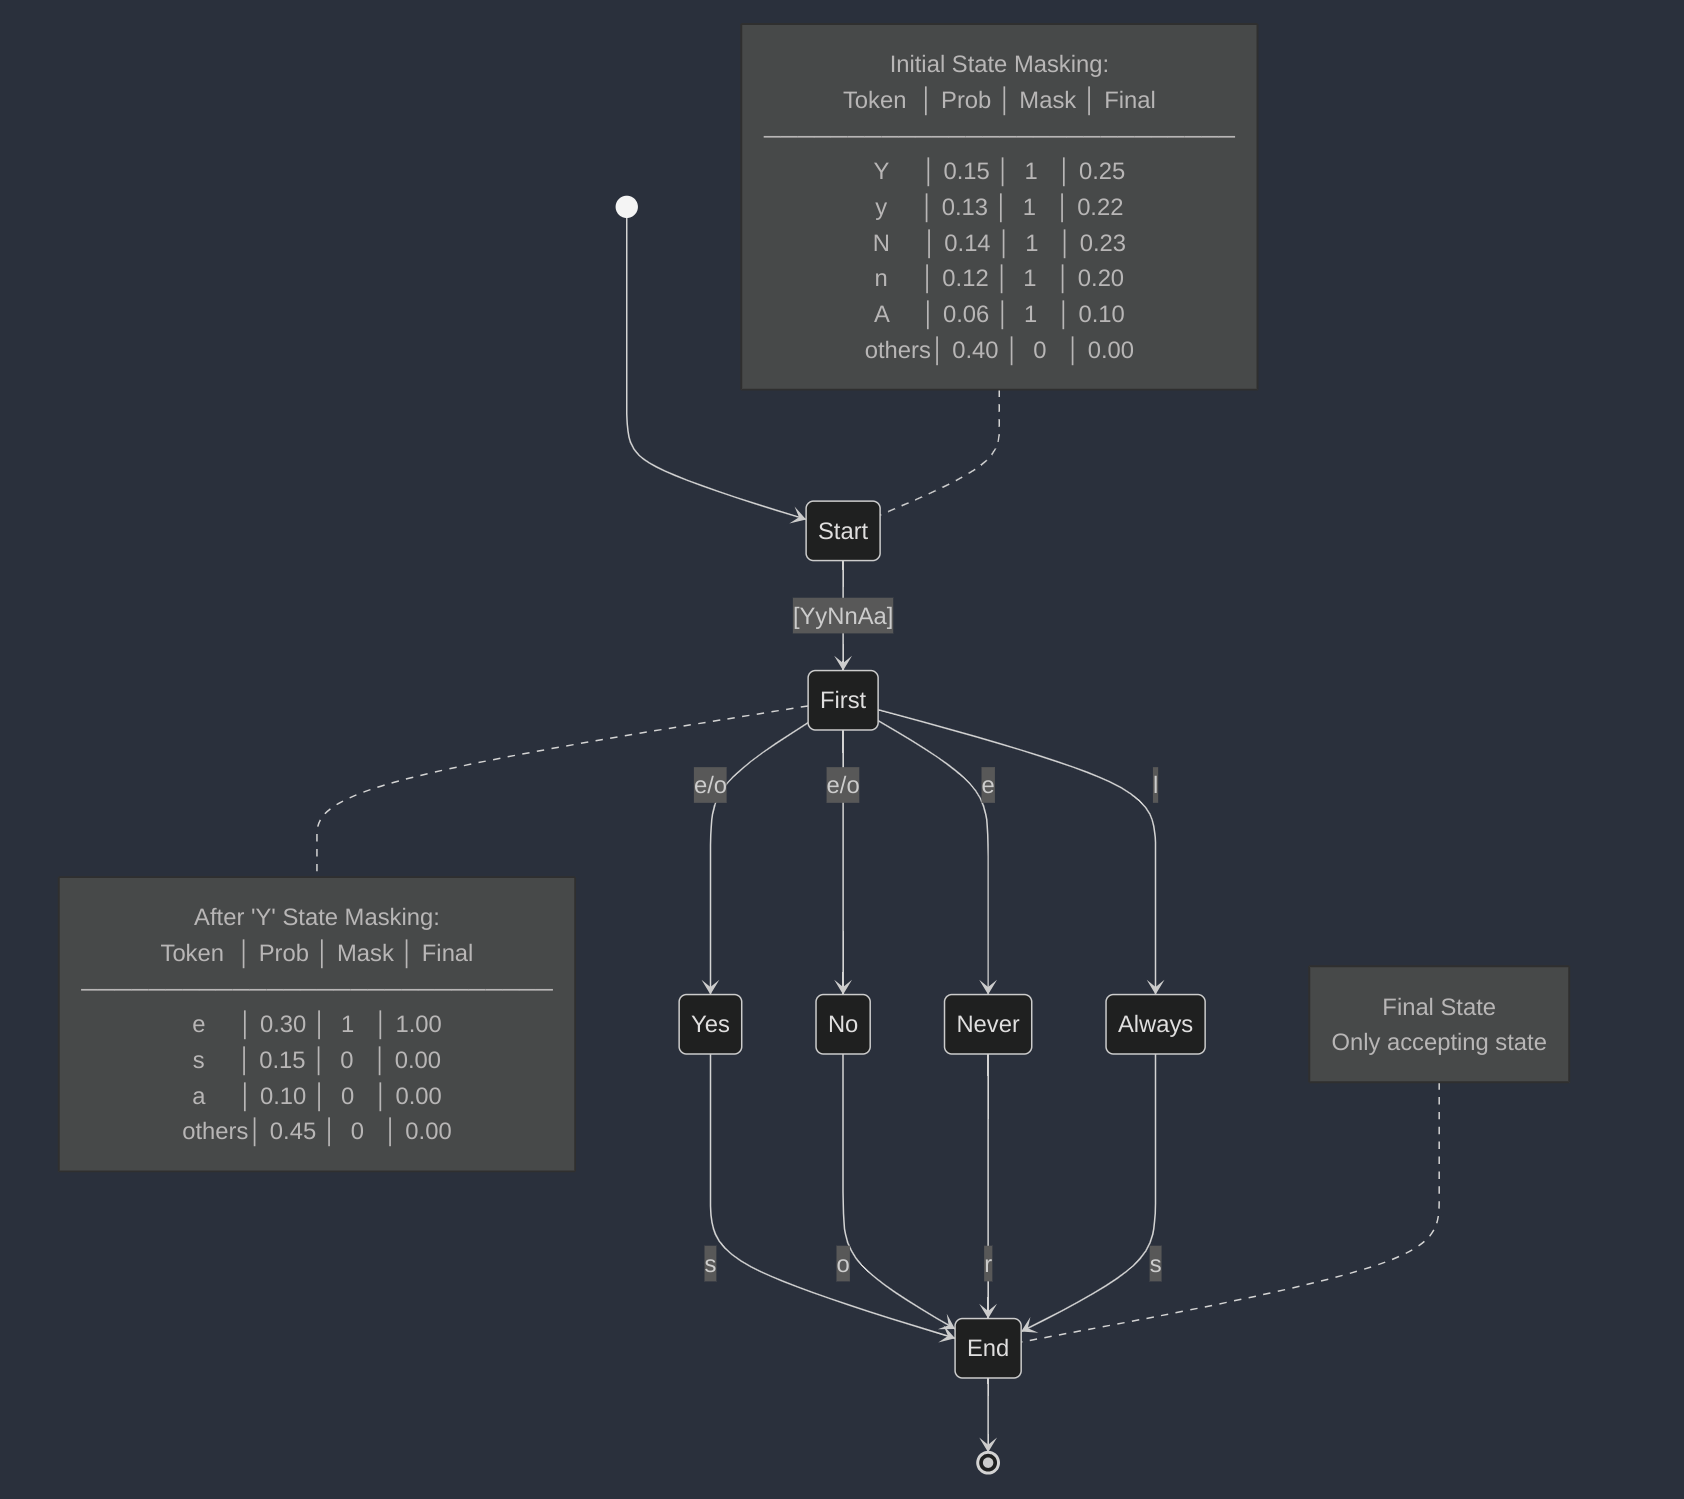 Initial State Masking:
Token │ Prob │ Mask │ Final
────────────────────────────
Y │ 0.15 │ 1 │ 0.25
y │ 0.13 │ 1 │ 0.22
N │ 0.14 │ 1 │ 0.23
n │ 0.12 │ 1 │ 0.20
A │ 0.06 │ 1 │ 0.10
others│ 0.40 │ 0 │ 0.00
Start
[YyNnAa]
First
e/o
e/o
e
l
After 'Y' State Masking:
Token │ Prob │ Mask │ Final
────────────────────────────
e │ 0.30 │ 1 │ 1.00
s │ 0.15 │ 0 │ 0.00
a │ 0.10 │ 0 │ 0.00
others│ 0.45 │ 0 │ 0.00
Yes
No
Never
Always
Final State
Only accepting state
s
o
r
s
End